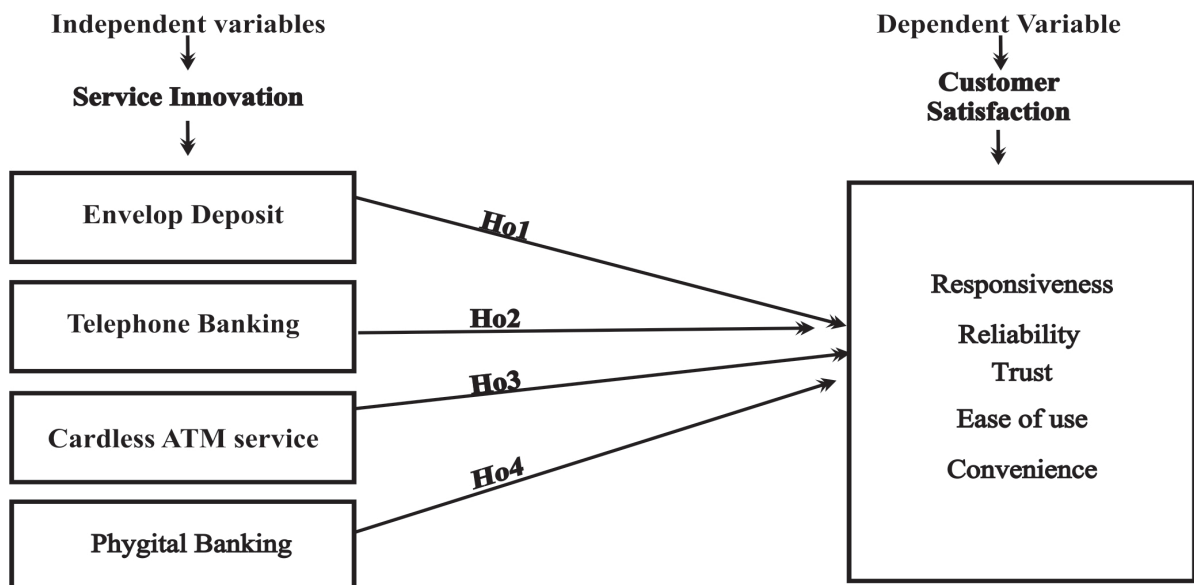 Independent variables
Service Innovation
Envelop Deposit
Telephone Banking
Cardless ATM service
Phygital Banking
Ho1
Ho2
Ho3
Ho4
Dependent Variable
Customer
Satisfaction
Responsiveness
Reliability
Trust
Ease of use
Convenience